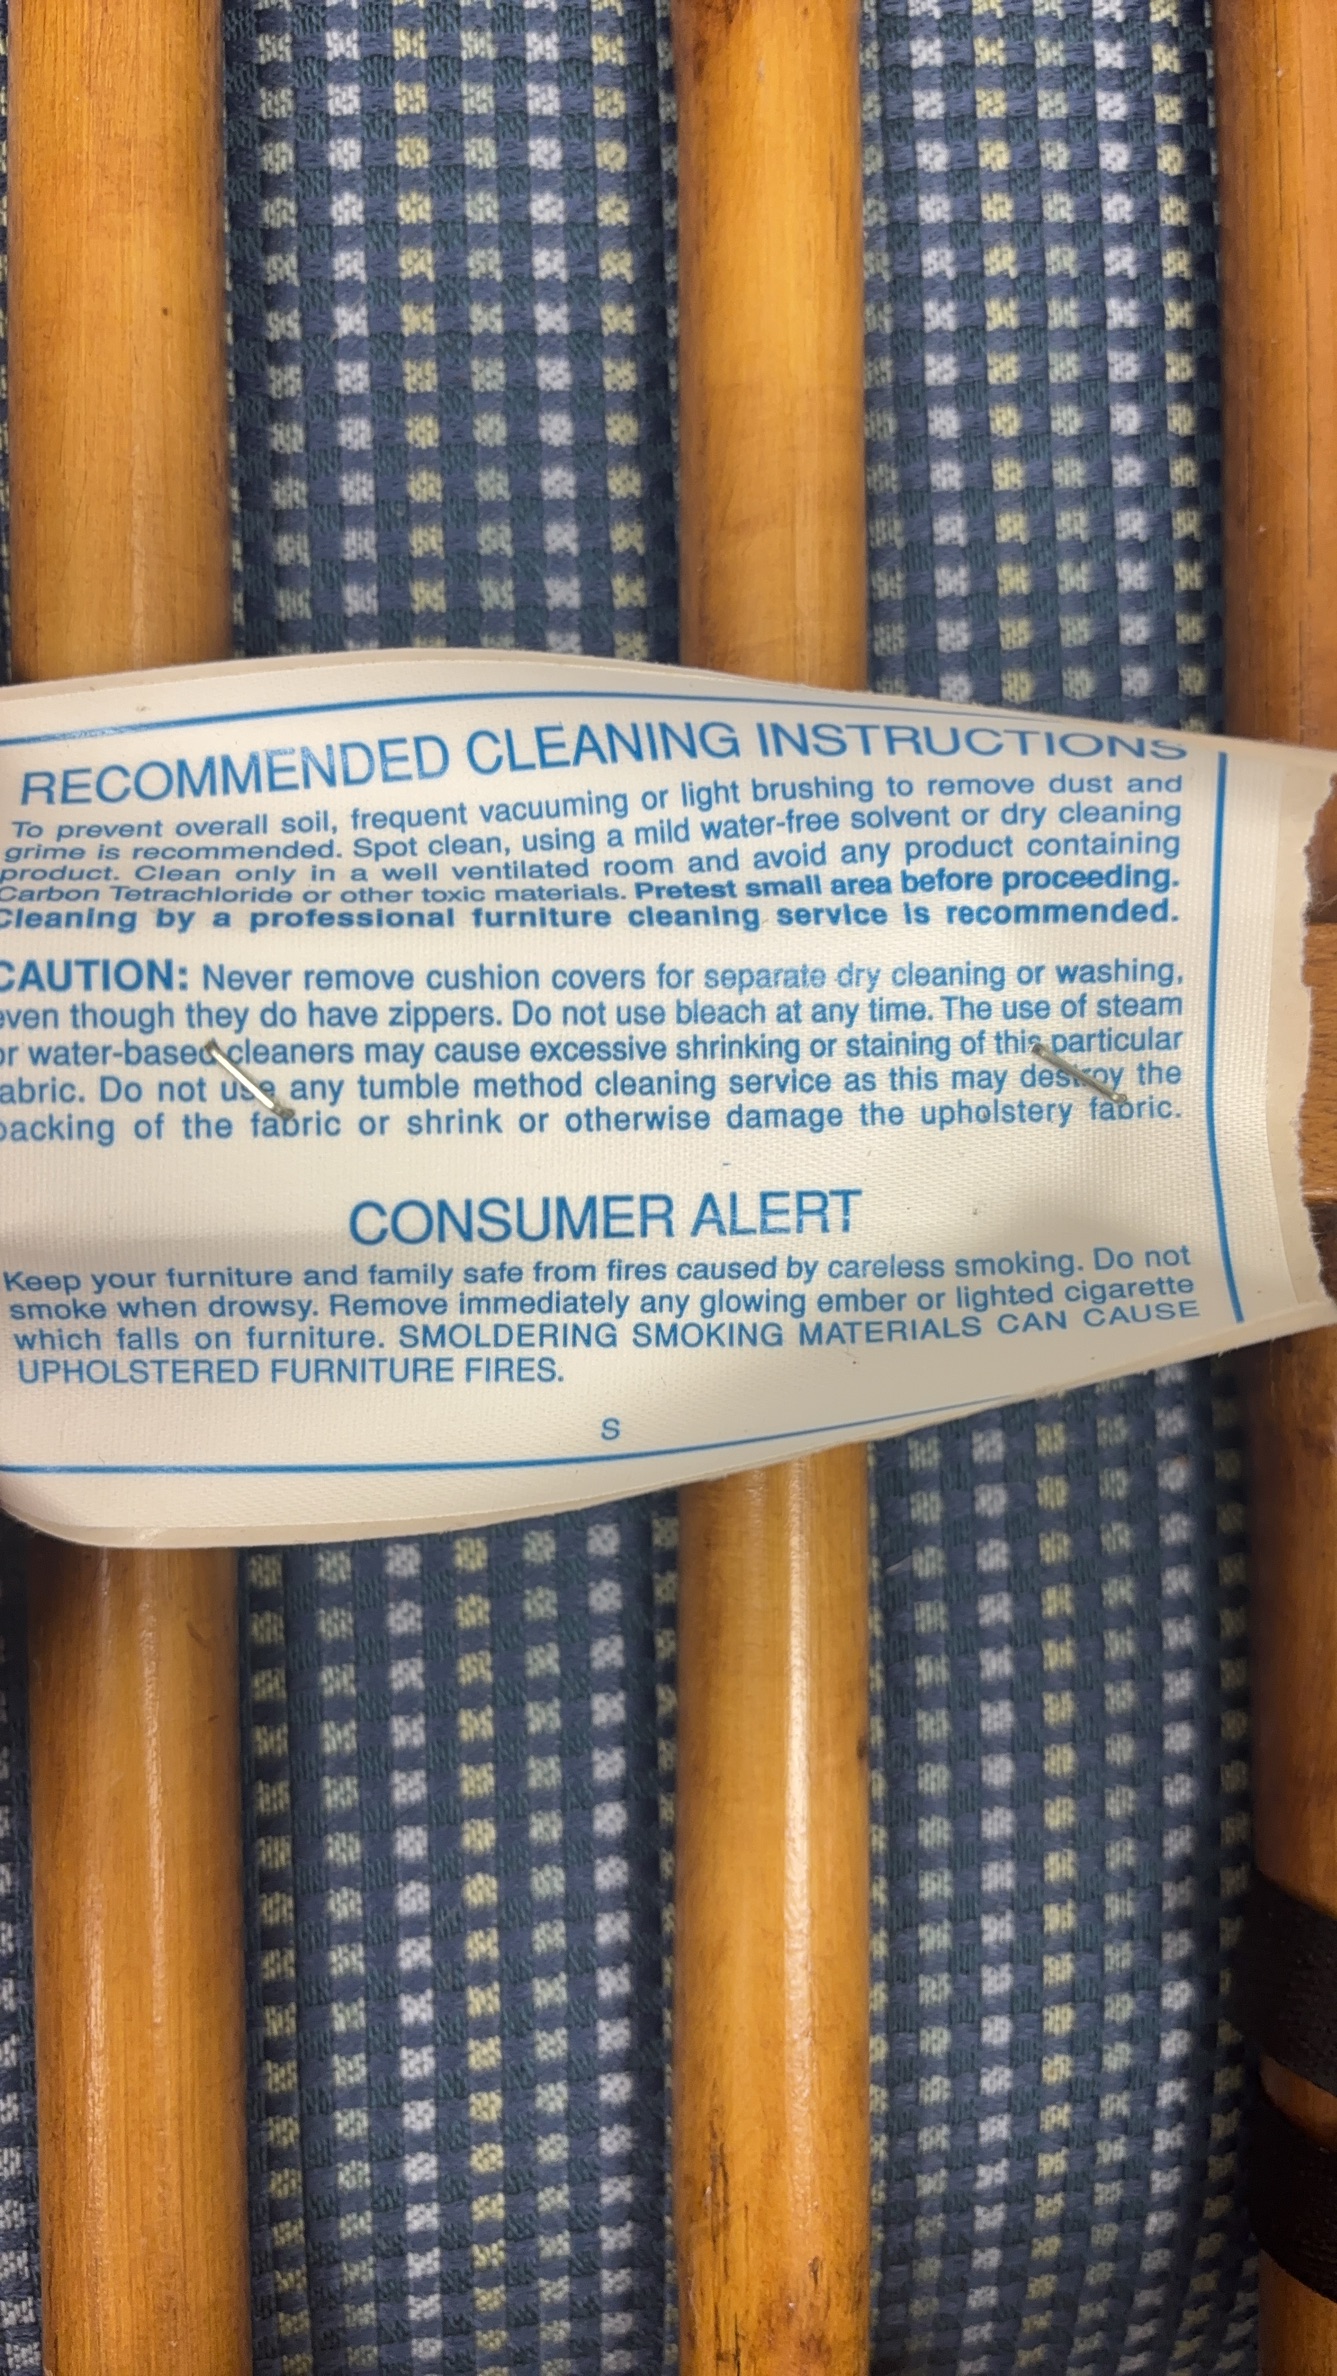 RECOMMENDED CLEANING INSTRUCTIONS
To prevent overall soil, frequent vacuuming or light brushing to remove dust and
grime is recommended. Spot clean, using a mild water-free solvent or dry cleaning
product. Clean only in a well ventilated room and avoid any product containing
Carbon Tetrachloride or other toxic materials. Pretest small area before proceeding.
Cleaning by a professional furniture cleaning service is recommended.
CAUTION: Never remove cushion covers for separate dry cleaning or washing,
even though they do have zippers. Do not use bleach at any time. The use of steam
or water-based cleaners may cause excessive shrinking or staining of this particular
fabric. Do not use any tumble method cleaning service as this may destroy the
backing of the fabric or shrink or otherwise damage the upholstery fabric.
CONSUMER ALERT
Keep your furniture and family safe from fires caused by careless smoking. Do not
smoke when drowsy. Remove immediately any glowing ember or lighted cigarette
which falls on furniture. SMOLDERING SMOKING MATERIALS CAN CAUSE
UPHOLSTERED FURNITURE FIRES.
S